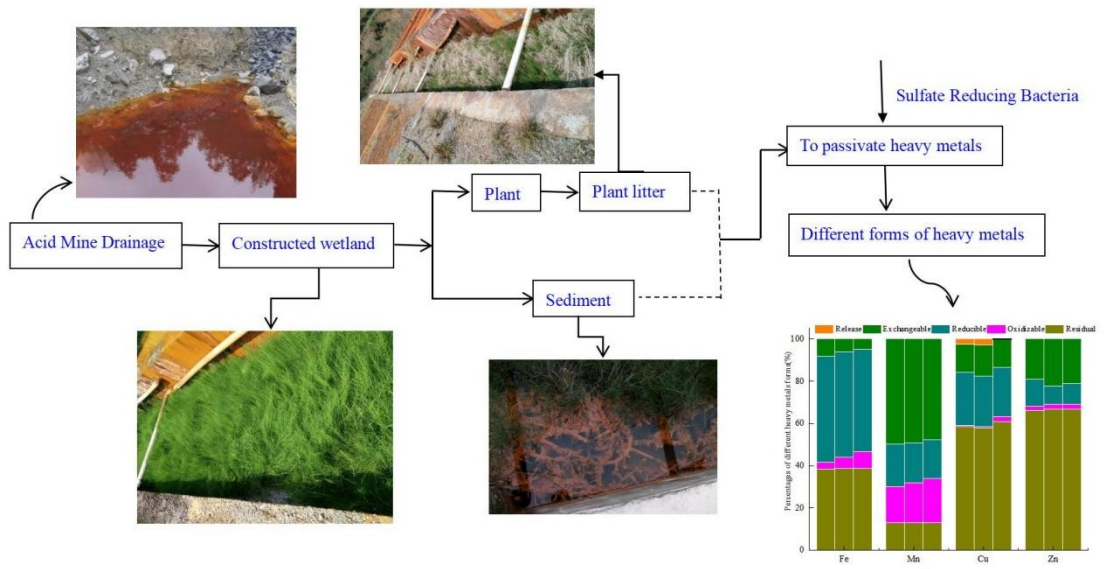 Sulfate Reducing Bacteria
To passivate heavy metals
Plant
Plant litter
Acid Mine Drainage
Constructed wetland
Different forms of heavy metals
Sediment
Release
Exchangeable
Reducible
Oxidizable
Residual
Percentages of different heavy metals forms(%)
100
80
60
40
20
0
Fe
Mn
Cu
Zn